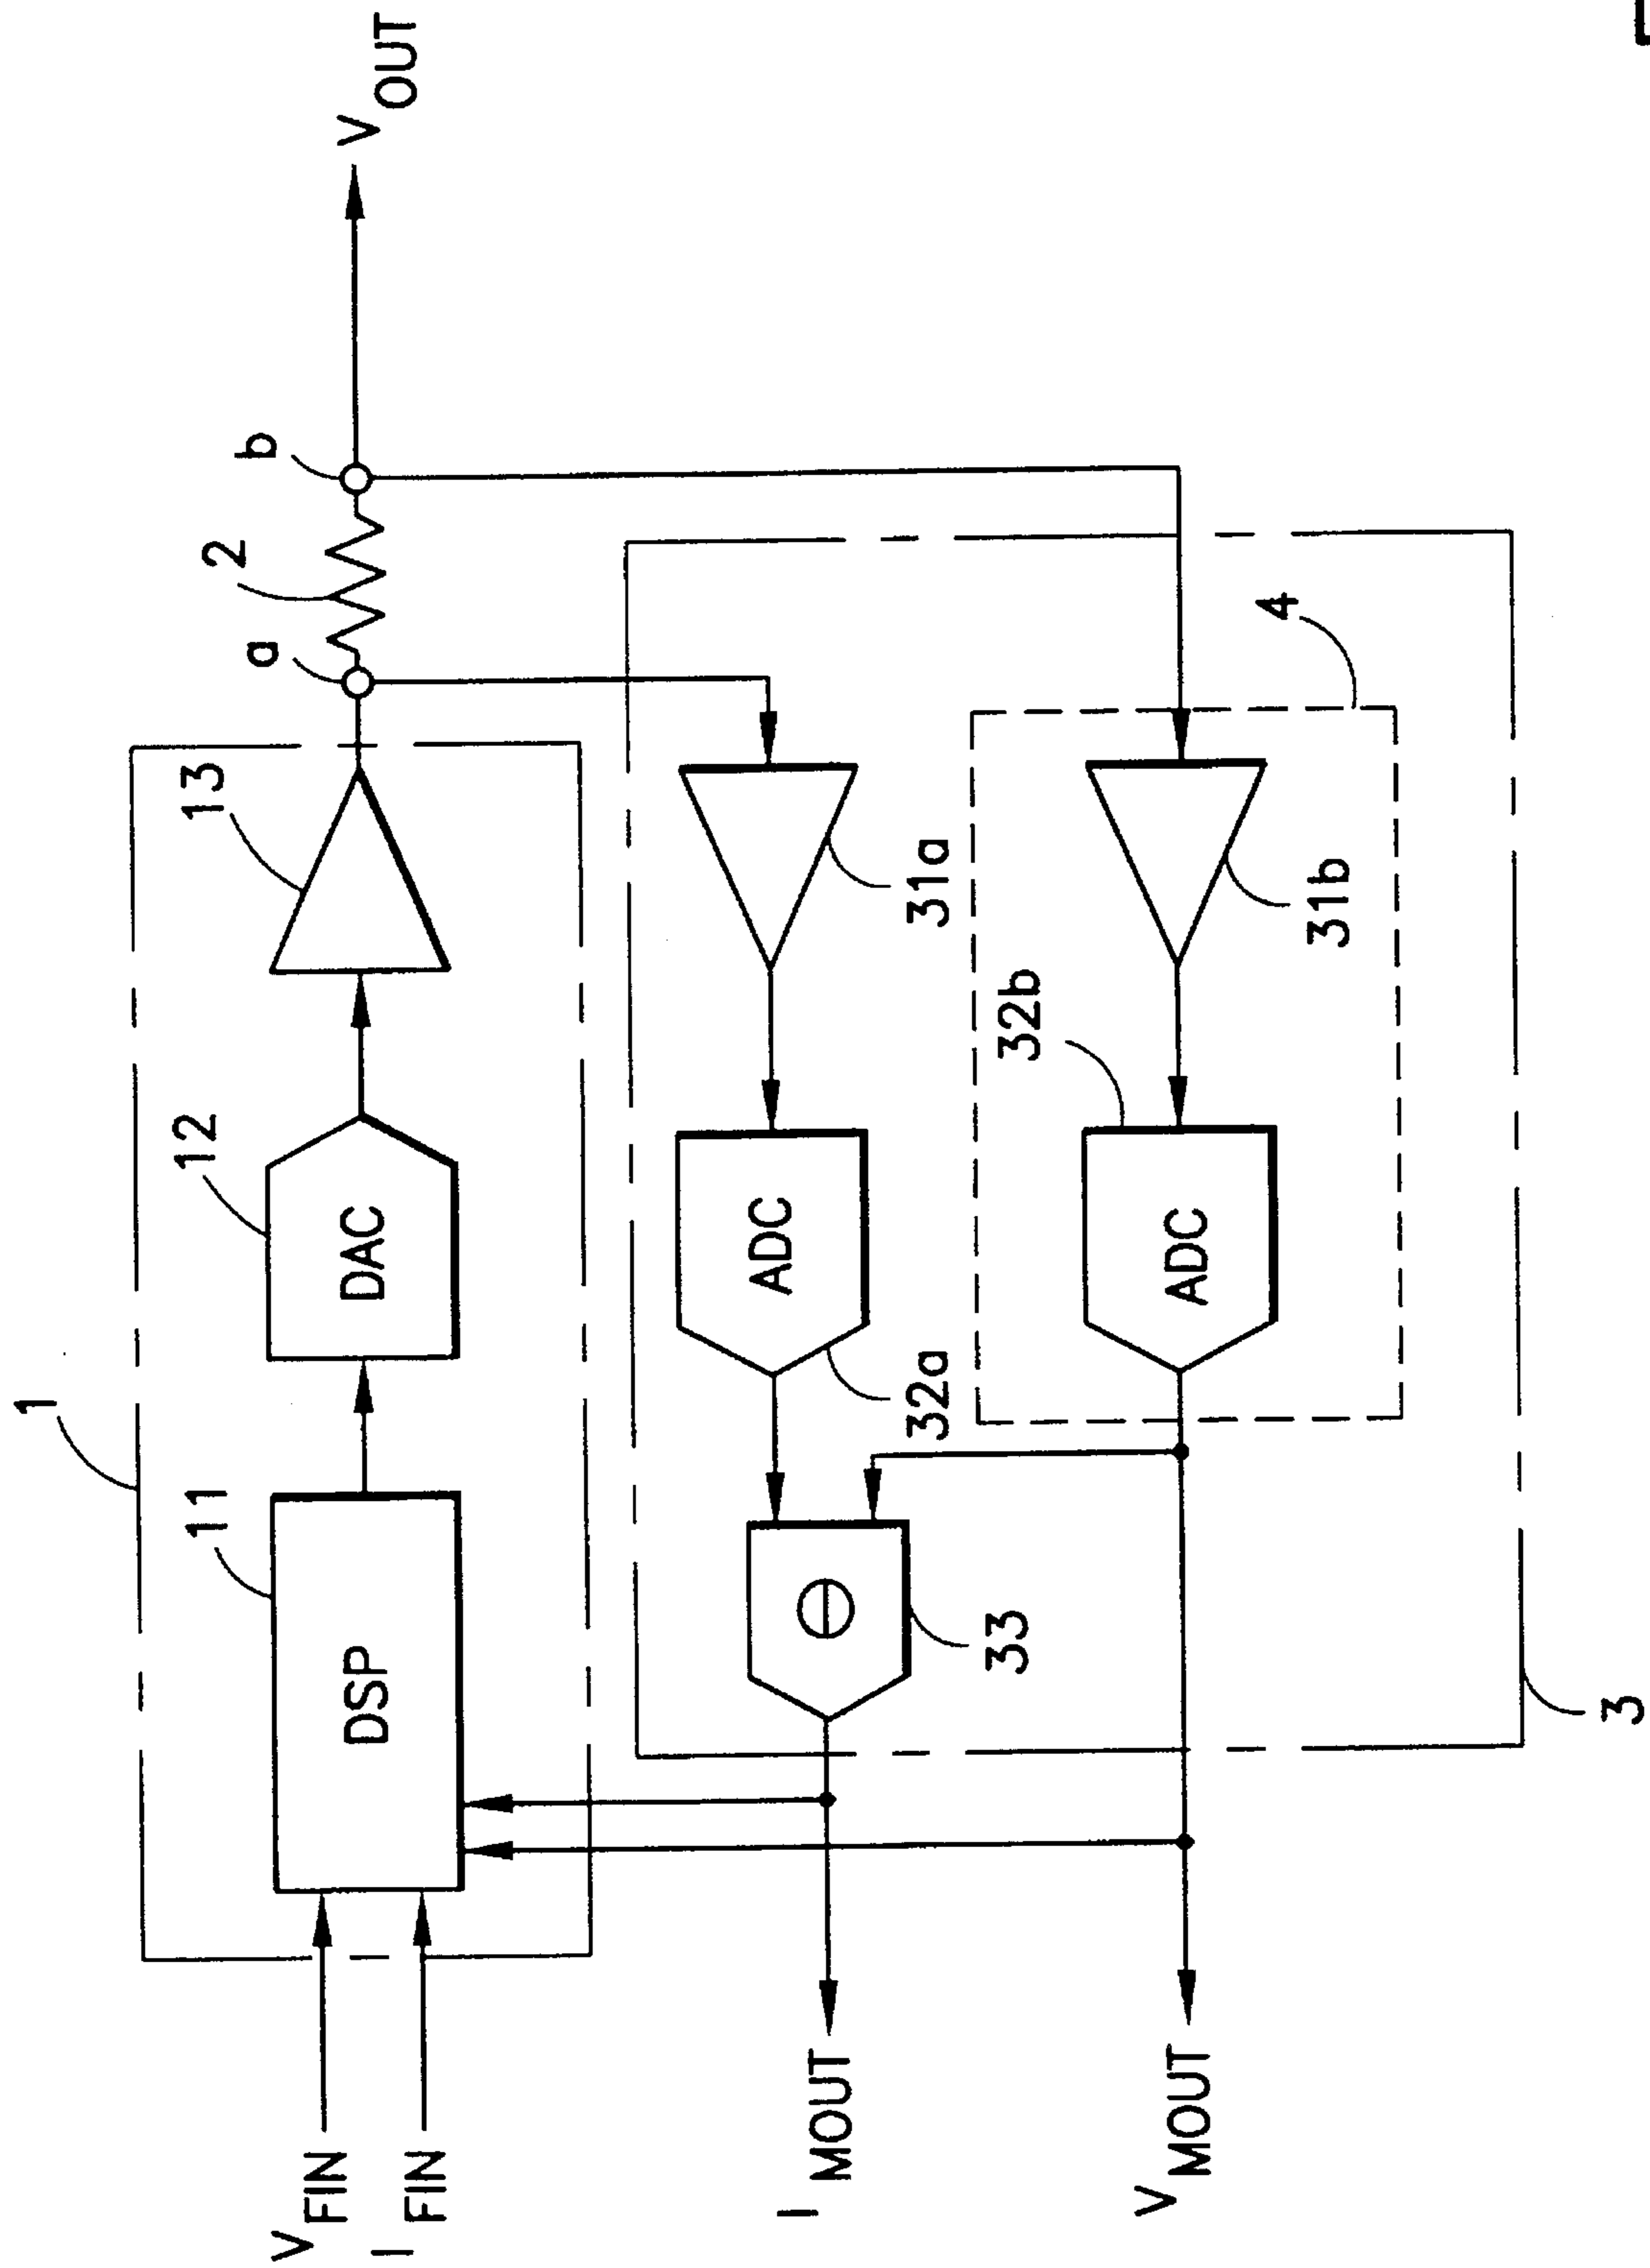 1
11
12
13
DSP
DAC
a
2
b
V OUT
V FIN
I FIN
31a
ADC
32a
33
I MOUT
32b
4
ADC
31b
V MOUT
3